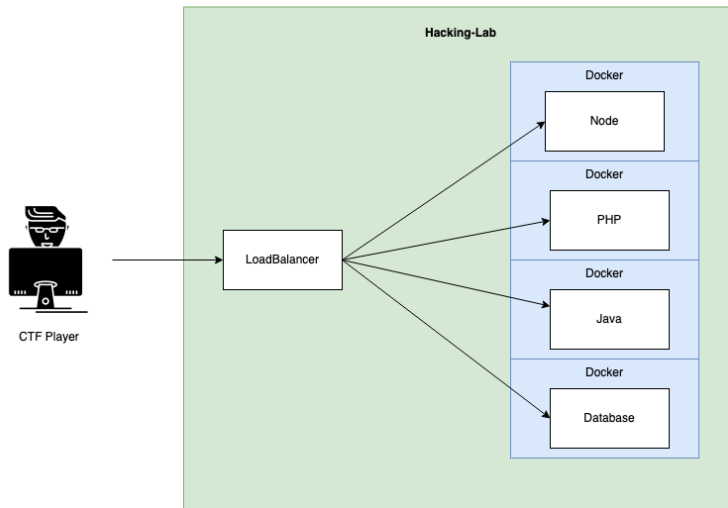 Hacking-Lab
Docker
Node
Docker
PHP
LoadBalancer
Docker
Java
CTF Player
Docker
Database